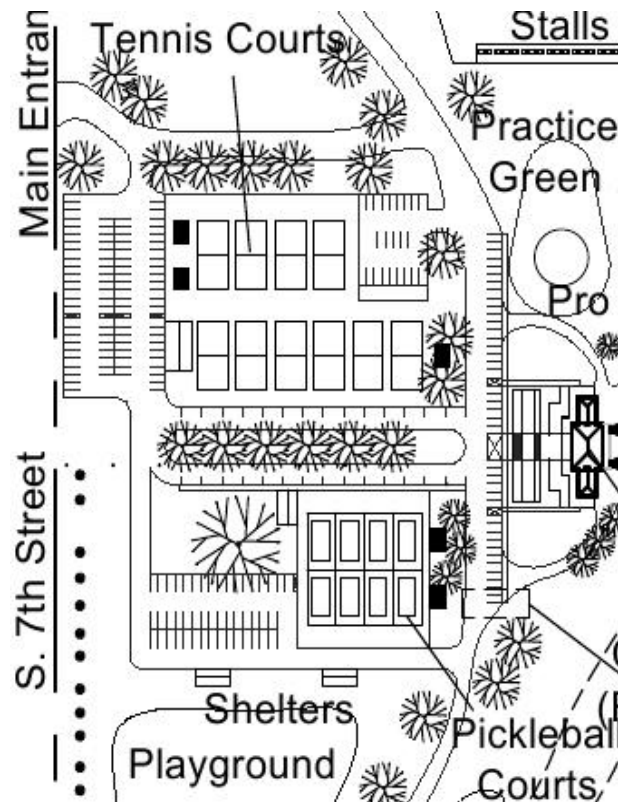 Tennis Courts
Stalls
Main Entran
Practice
Green
Pro
S. 7th Street
Shelters
Playground
Pickleball
Courts